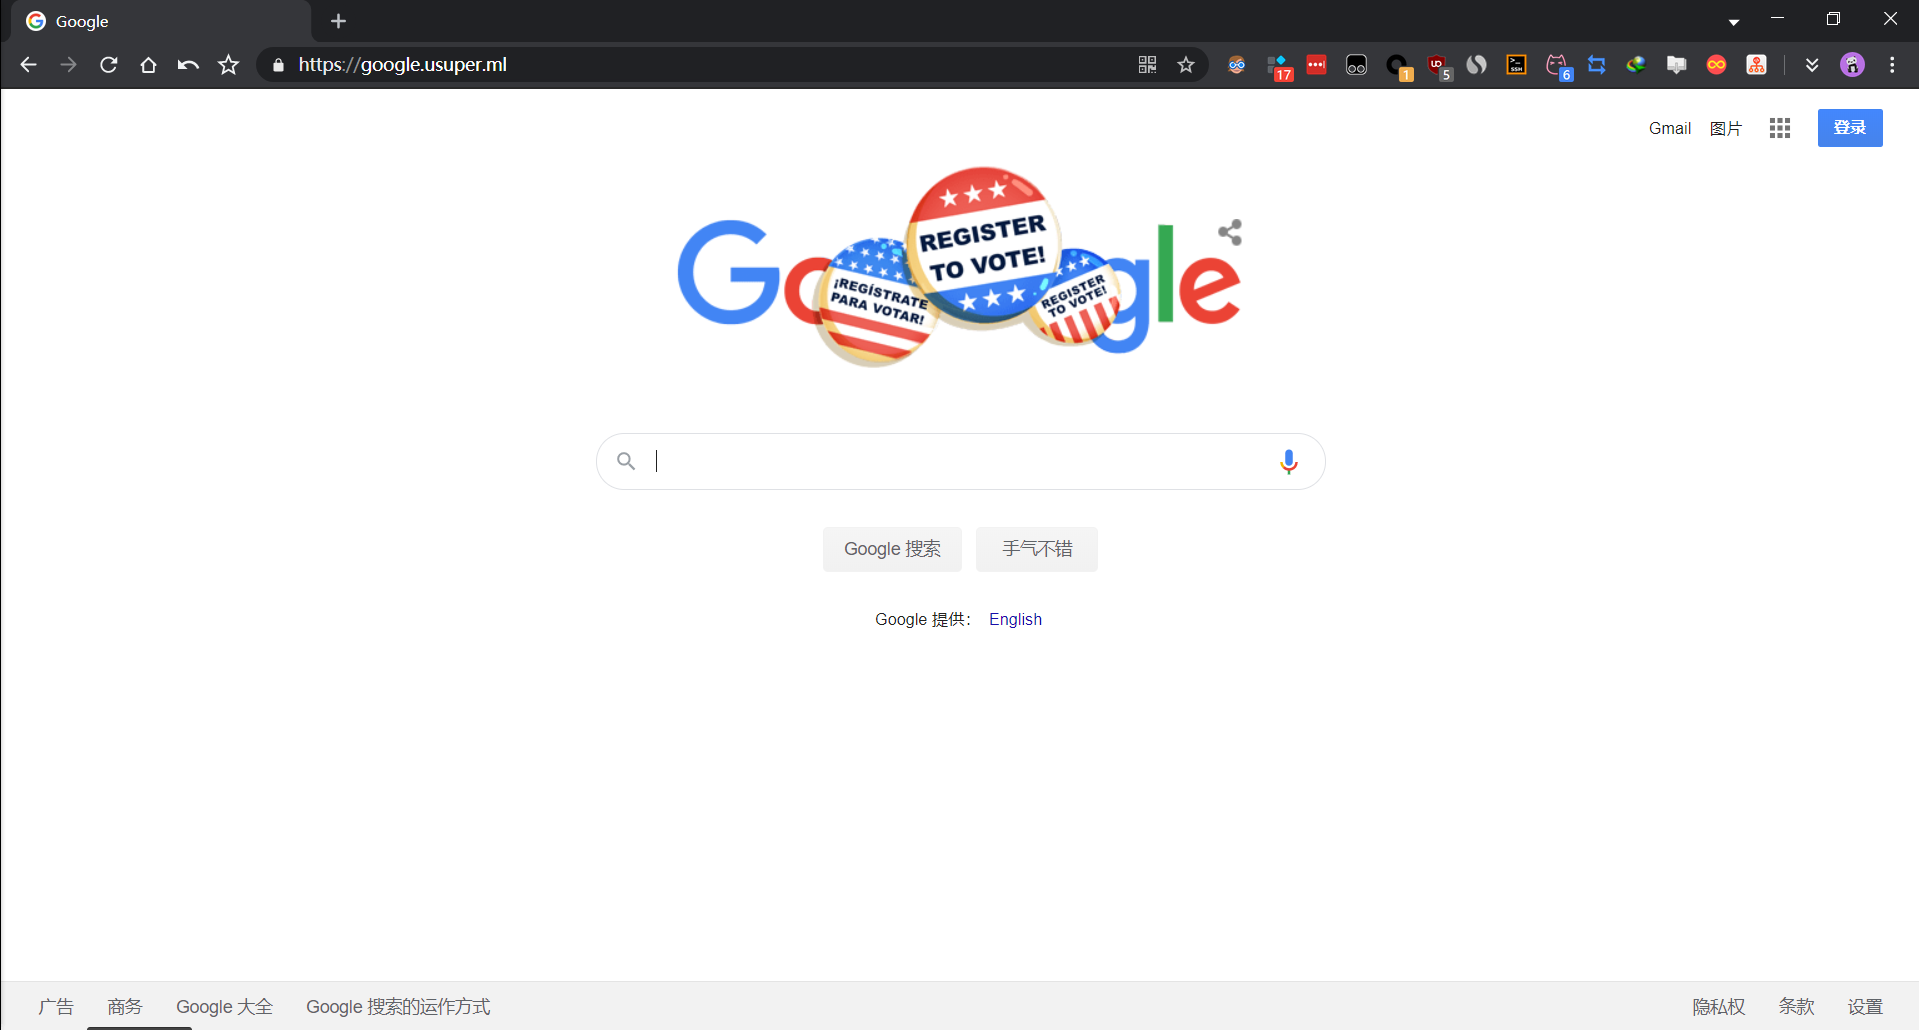 Google
https://google.usuper.ml
17
1
5
6
Gmail 图片 登录
Google
REGISTER
TO VOTE!
¡REGÍSTRATE
PARA VOTAR!
REGISTER
TO VOTE!
Google 搜索 手气不错
Google 提供： English
广告 商务 Google 大全 Google 搜索的运作方式 隐私权 条款 设置